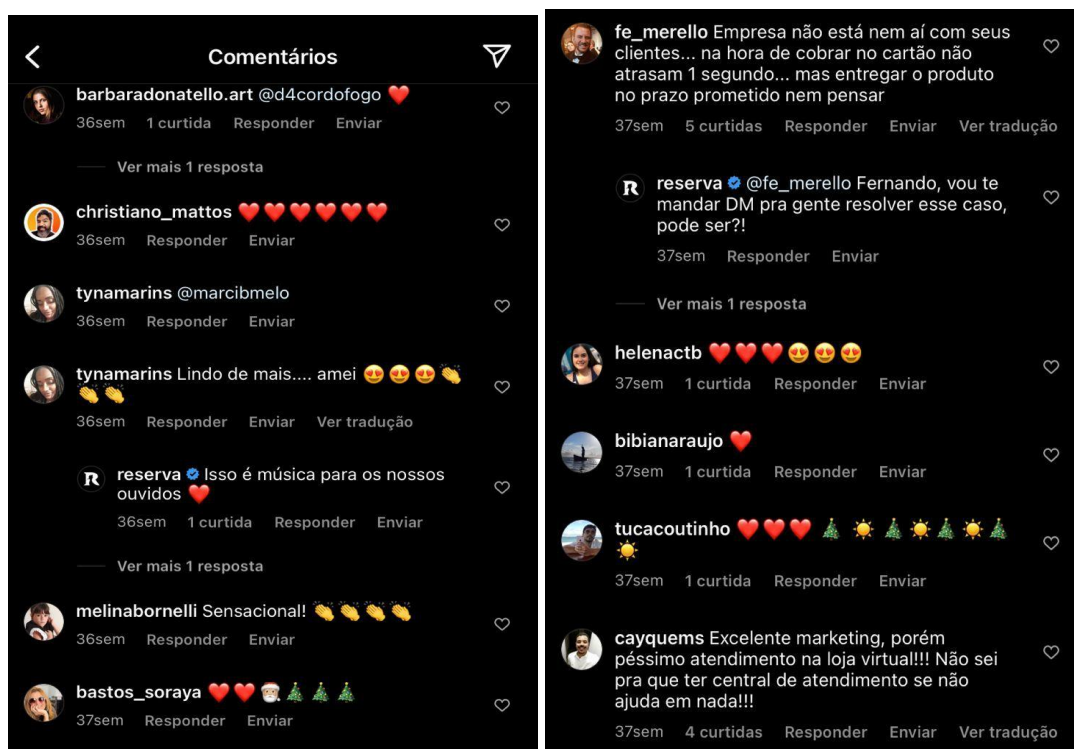 Comentários
barbaradonatello.art @d4cordofogo ❤️
36sem 1 curtida Responder Enviar
Ver mais 1 resposta
christiano_mattos ❤️❤️❤️❤️❤️❤️
36sem Responder Enviar
tynamarins @marcibmelo
36sem Responder Enviar
tynamarins Lindo de mais.... amei 😍😍😍👏
👏👏
36sem Responder Enviar Ver tradução
R reserva Isso é música para os nossos
ouvidos ❤️
36sem 1 curtida Responder Enviar
Ver mais 1 resposta
melinabornelli Sensacional! 👏👏👏👏
36sem Responder Enviar
bastos_soraya ❤️❤️🎅🏻🎄🎄🎄
37sem Responder Enviar
fe_merello Empresa não está nem aí com seus
clientes... na hora de cobrar no cartão não
atrasam 1 segundo... mas entregar o produto
no prazo prometido nem pensar
37sem 5 curtidas Responder Enviar Ver tradução
R reserva @fe_merello Fernando, vou te
mandar DM pra gente resolver esse caso,
pode ser?!
37sem Responder Enviar
Ver mais 1 resposta
helenactb ❤️❤️❤️😍😍😍
37sem 1 curtida Responder Enviar
bibianaraujo ❤️
37sem 1 curtida Responder Enviar
tucacoutinho ❤️❤️❤️🎄☀️🎄☀️🎄☀️🎄
☀️
37sem 1 curtida Responder Enviar
cayquems Excelente marketing, porém
péssimo atendimento na loja virtual!!! Não sei
pra que ter central de atendimento se não
ajuda em nada!!!
37sem 4 curtidas Responder Enviar Ver tradução